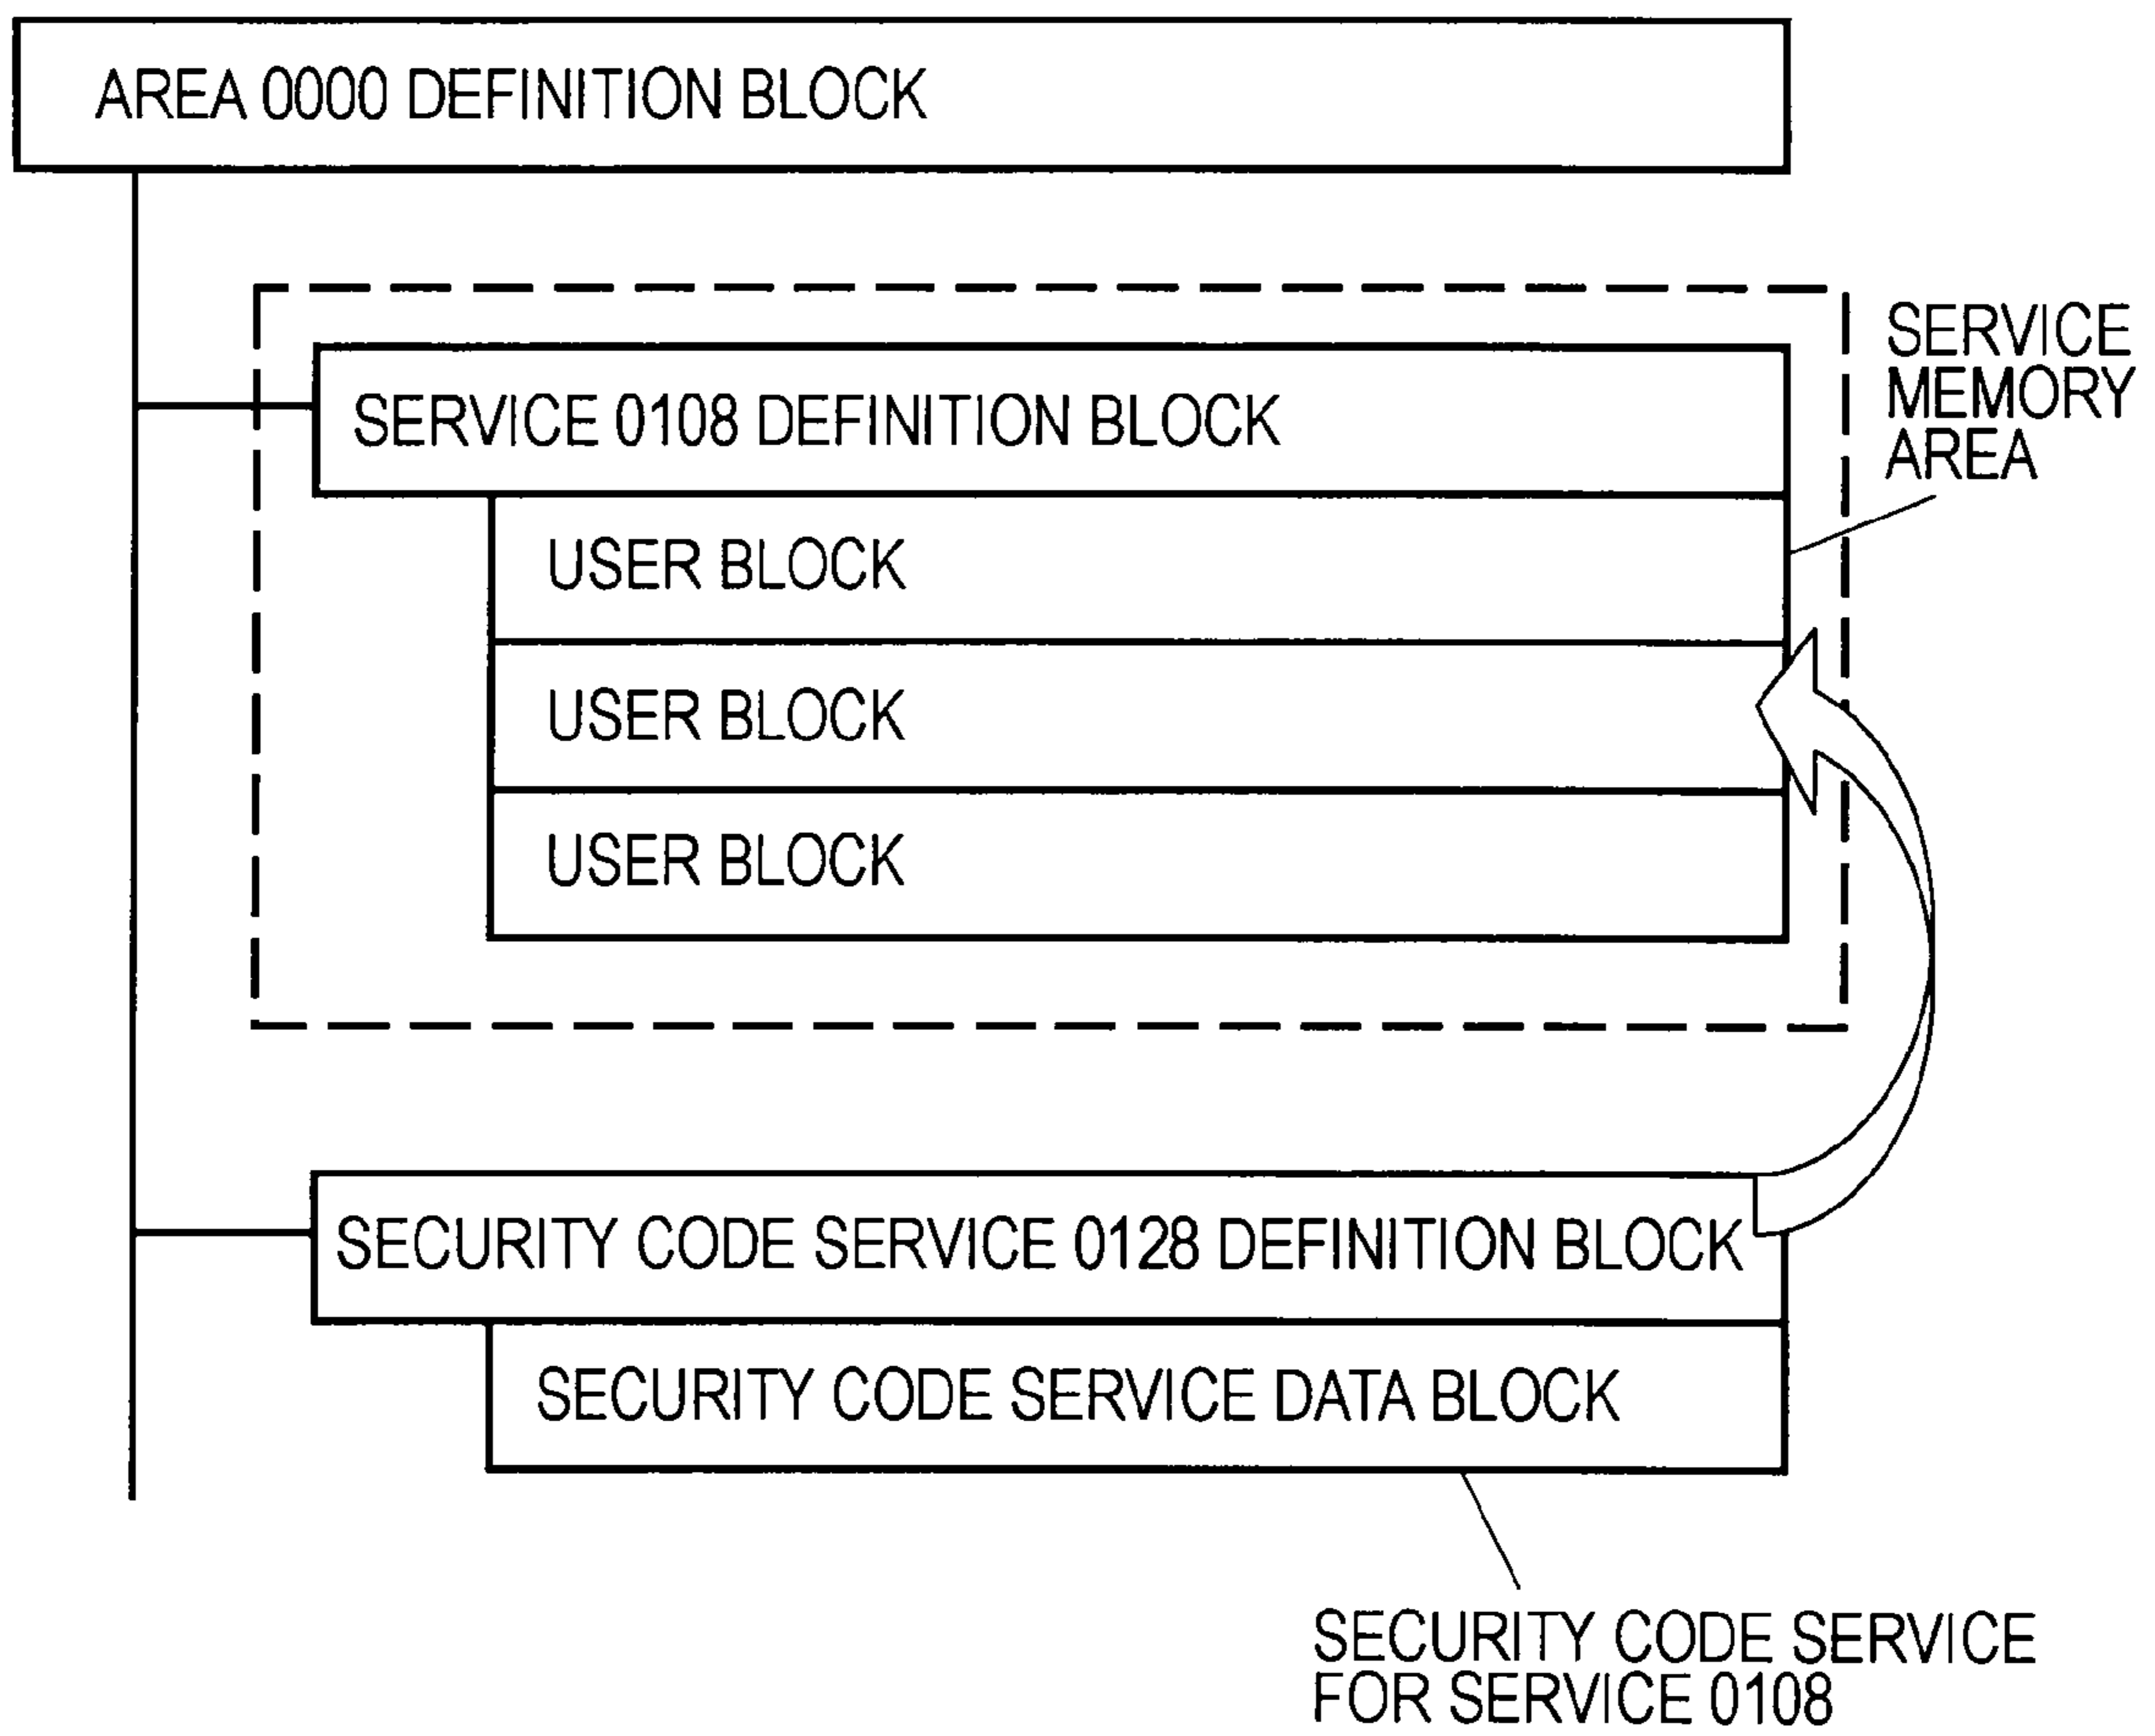 AREA 0000 DEFINITION BLOCK
SERVICE
MEMORY
AREA
SERVICE 0108 DEFINITION BLOCK
USER BLOCK
USER BLOCK
USER BLOCK
SECURITY CODE SERVICE 0128 DEFINITION BLOCK
SECURITY CODE SERVICE DATA BLOCK
SECURITY CODE SERVICE
FOR SERVICE 0108